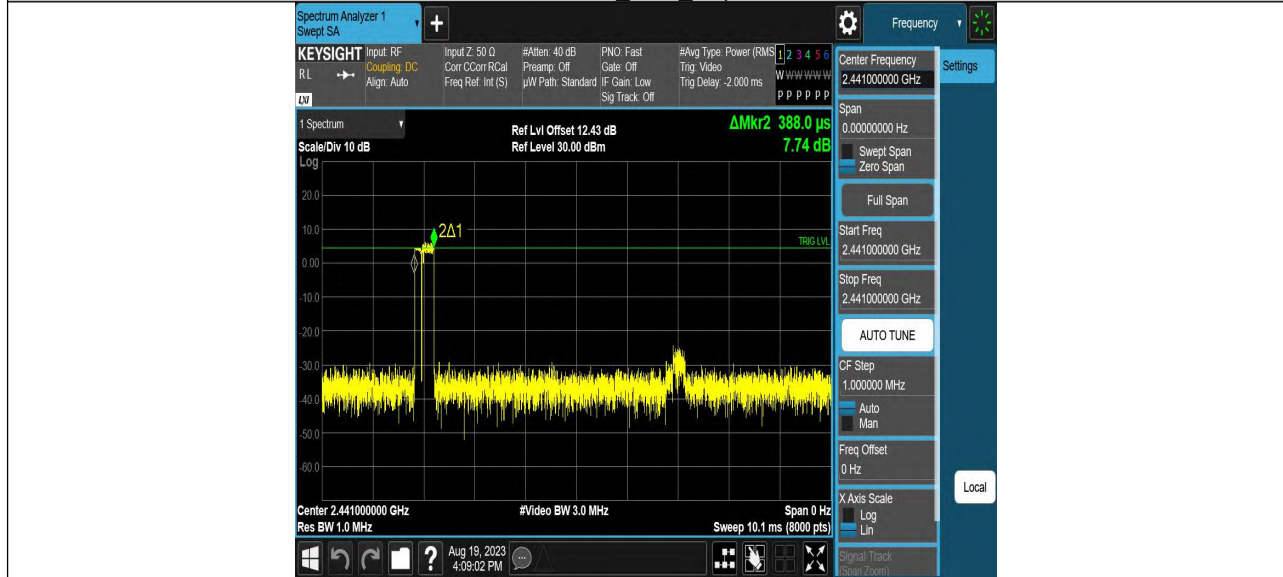 Spectrum Analyzer 1
Swept SA
+
Frequency
KEYSIGHT
RL
LXI
Input: RF
Coupling: DC
Align: Auto
Input Z: 50 Ω
Corr CCorr RCal
Freq Ref: Int (S)
#Atten: 40 dB
Preamp: Off
µW Path: Standard
PNO: Fast
Gate: Off
IF Gain: Low
Sig Track: Off
#Avg Type: Power (RMS
Trig: Video
Trig Delay: -2.000 ms
1 2 3 4 5 6
W W W W W W
P P P P P P
1 Spectrum
Scale/Div 10 dB
Log
Ref Lvl Offset 12.43 dB
Ref Level 30.00 dBm
ΔMkr2 388.0 µs
7.74 dB
20.0
10.0
0.00
-10.0
-20.0
-30.0
-40.0
-50.0
-60.0
2Δ1
TRIG LVL
Center 2.441000000 GHz
Res BW 1.0 MHz
#Video BW 3.0 MHz
Span 0 Hz
Sweep 10.1 ms (8000 pts)
Center Frequency
2.441000000 GHz
Settings
Span
0.00000000 Hz
Swept Span
Zero Span
Full Span
Start Freq
2.441000000 GHz
Stop Freq
2.441000000 GHz
AUTO TUNE
CF Step
1.000000 MHz
Auto
Man
Freq Offset
0 Hz
X Axis Scale
Log
Lin
Signal Track
(Span Zoom)
Local
?
Aug 19, 2023
4:09:02 PM